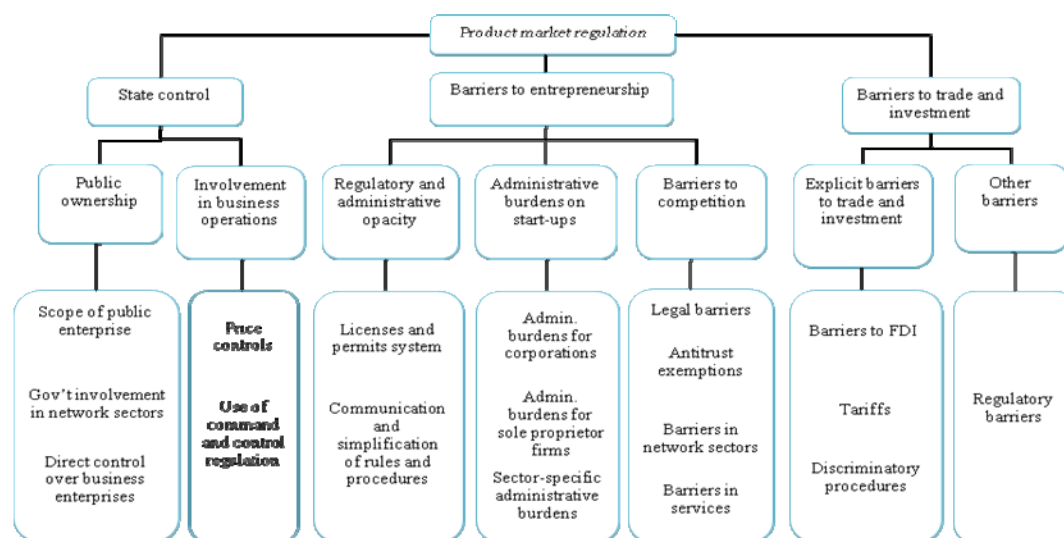 Product market regulation
State control
Barriers to entrepreneurship
Barriers to trade and
investment
Public
ownership
Involvement
in business
operations
Regulatory and
administrative
opacity
Administrative
burdens on
start-ups
Barriers to
competition
Explicit barriers
to trade and
investment
Other
barriers
Scope of public
enterprise
Gov't involvement
in network sectors
Direct control
over business
enterprises
Price
controls
Use of
command
and control
regulation
Licenses and
permits system
Communication
and
simplification
of rules and
procedures
Admin.
burdens for
corporations
Admin.
burdens for
sole proprietor
firms
Sector-specific
administrative
burdens
Legal barriers
Antitrust
exemptions
Barriers in
network sectors
Barriers in
services
Barriers to FDI
Tariffs
Discriminatory
procedures
Regulatory
barriers